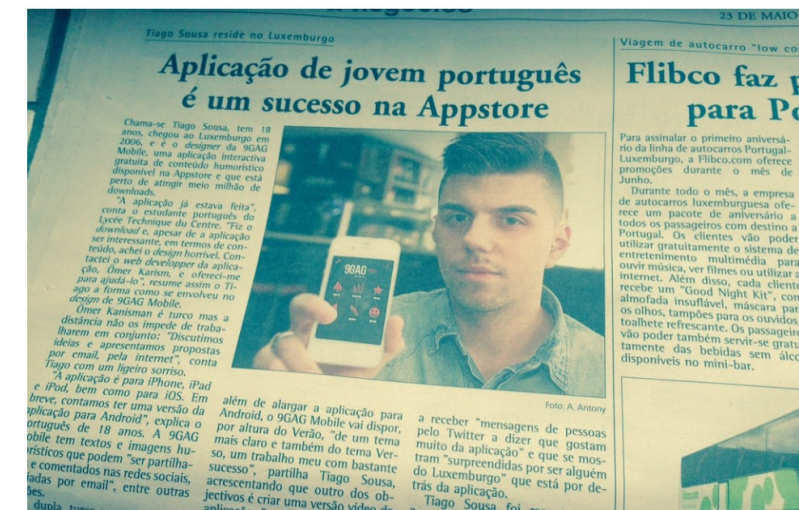 23 DE MAIO
Tiago Sousa reside no Luxemburgo
Aplicação de jovem português
é um sucesso na Appstore
Chama-se Tiago Sousa, tem 18
anos, chegou ao Luxemburgo em
2006, e é o designer da 9GAG
Mobile, uma aplicação interactiva
gratuita de conteúdo humorístico
disponível na Appstore e que está
perto de atingir meio milhão de
downloads.
"A aplicação já estava feita",
conta o estudante português do
Lycée Technique du Centre. "Fiz o
download e, apesar de a aplicação
ser interessante, em termos de con-
teúdo, achei o design horrível. Con-
tactei o web developper da aplica-
ção, Ömer Karism, e ofereci-me
para ajudá-lo", resume assim o Ti-
ago a forma como se envolveu no
design de 9GAG Mobile.
Ömer Kanisman é turco mas a
distância não os impede de traba-
lharem em conjunto: "Discutimos
ideias e apresentamos propostas
por email, pela internet", conta
Tiago com um ligeiro sorriso.
"A aplicação é para iPhone, iPad
e iPod, bem como para iOS. Em
breve, contamos ter uma versão da
aplicação para Android", explica o
português de 18 anos. A 9GAG
Mobile tem textos e imagens hu-
rísticos que podem "ser partilha-
e comentados nas redes sociais,
iadas por email", entre outras
ões.
dupla turco
9GAG
Foto: A. Antony
além de alargar a aplicação para
Android, o 9GAG Mobile vai dispor,
por altura do Verão, "de um tema
mais claro e também do tema Ver-
so, um trabalho meu com bastante
sucesso", partilha Tiago Sousa,
acrescentando que outro dos ob-
jectivos é criar uma versão vídeo da
a receber "mensagens de pessoas
pelo Twitter a dizer que gostam
muito da aplicação" e que se mos-
tram "surpreendidas por ser alguém
do Luxemburgo" que está por de-
trás da aplicação.
Tiago Sousa foi
Viagem de autocarro "low co
Flibco faz p
para Po
Para assinalar o primeiro aniversá-
rio da linha de autocarros Portugal-
Luxemburgo, a Flibco.com oferece
promoções durante o mês de
Junho.
Durante todo o mês, a empresa
de autocarros luxemburguesa ofe-
rece um pacote de aniversário a
todos os passageiros com destino a
Portugal. Os clientes vão poder
utilizar gratuitamente o sistema de
entretenimento multimédia para
ouvir música, ver filmes ou utilizar a
internet. Além disso, cada cliente
recebe um "Good Night Kit", com
almofada insuflável, máscara par
os olhos, tampões para os ouvidos
toalhete refrescante. Os passageiro
vão poder também servir-se gratu
tamente das bebidas sem álco
disponíveis no mini-bar.